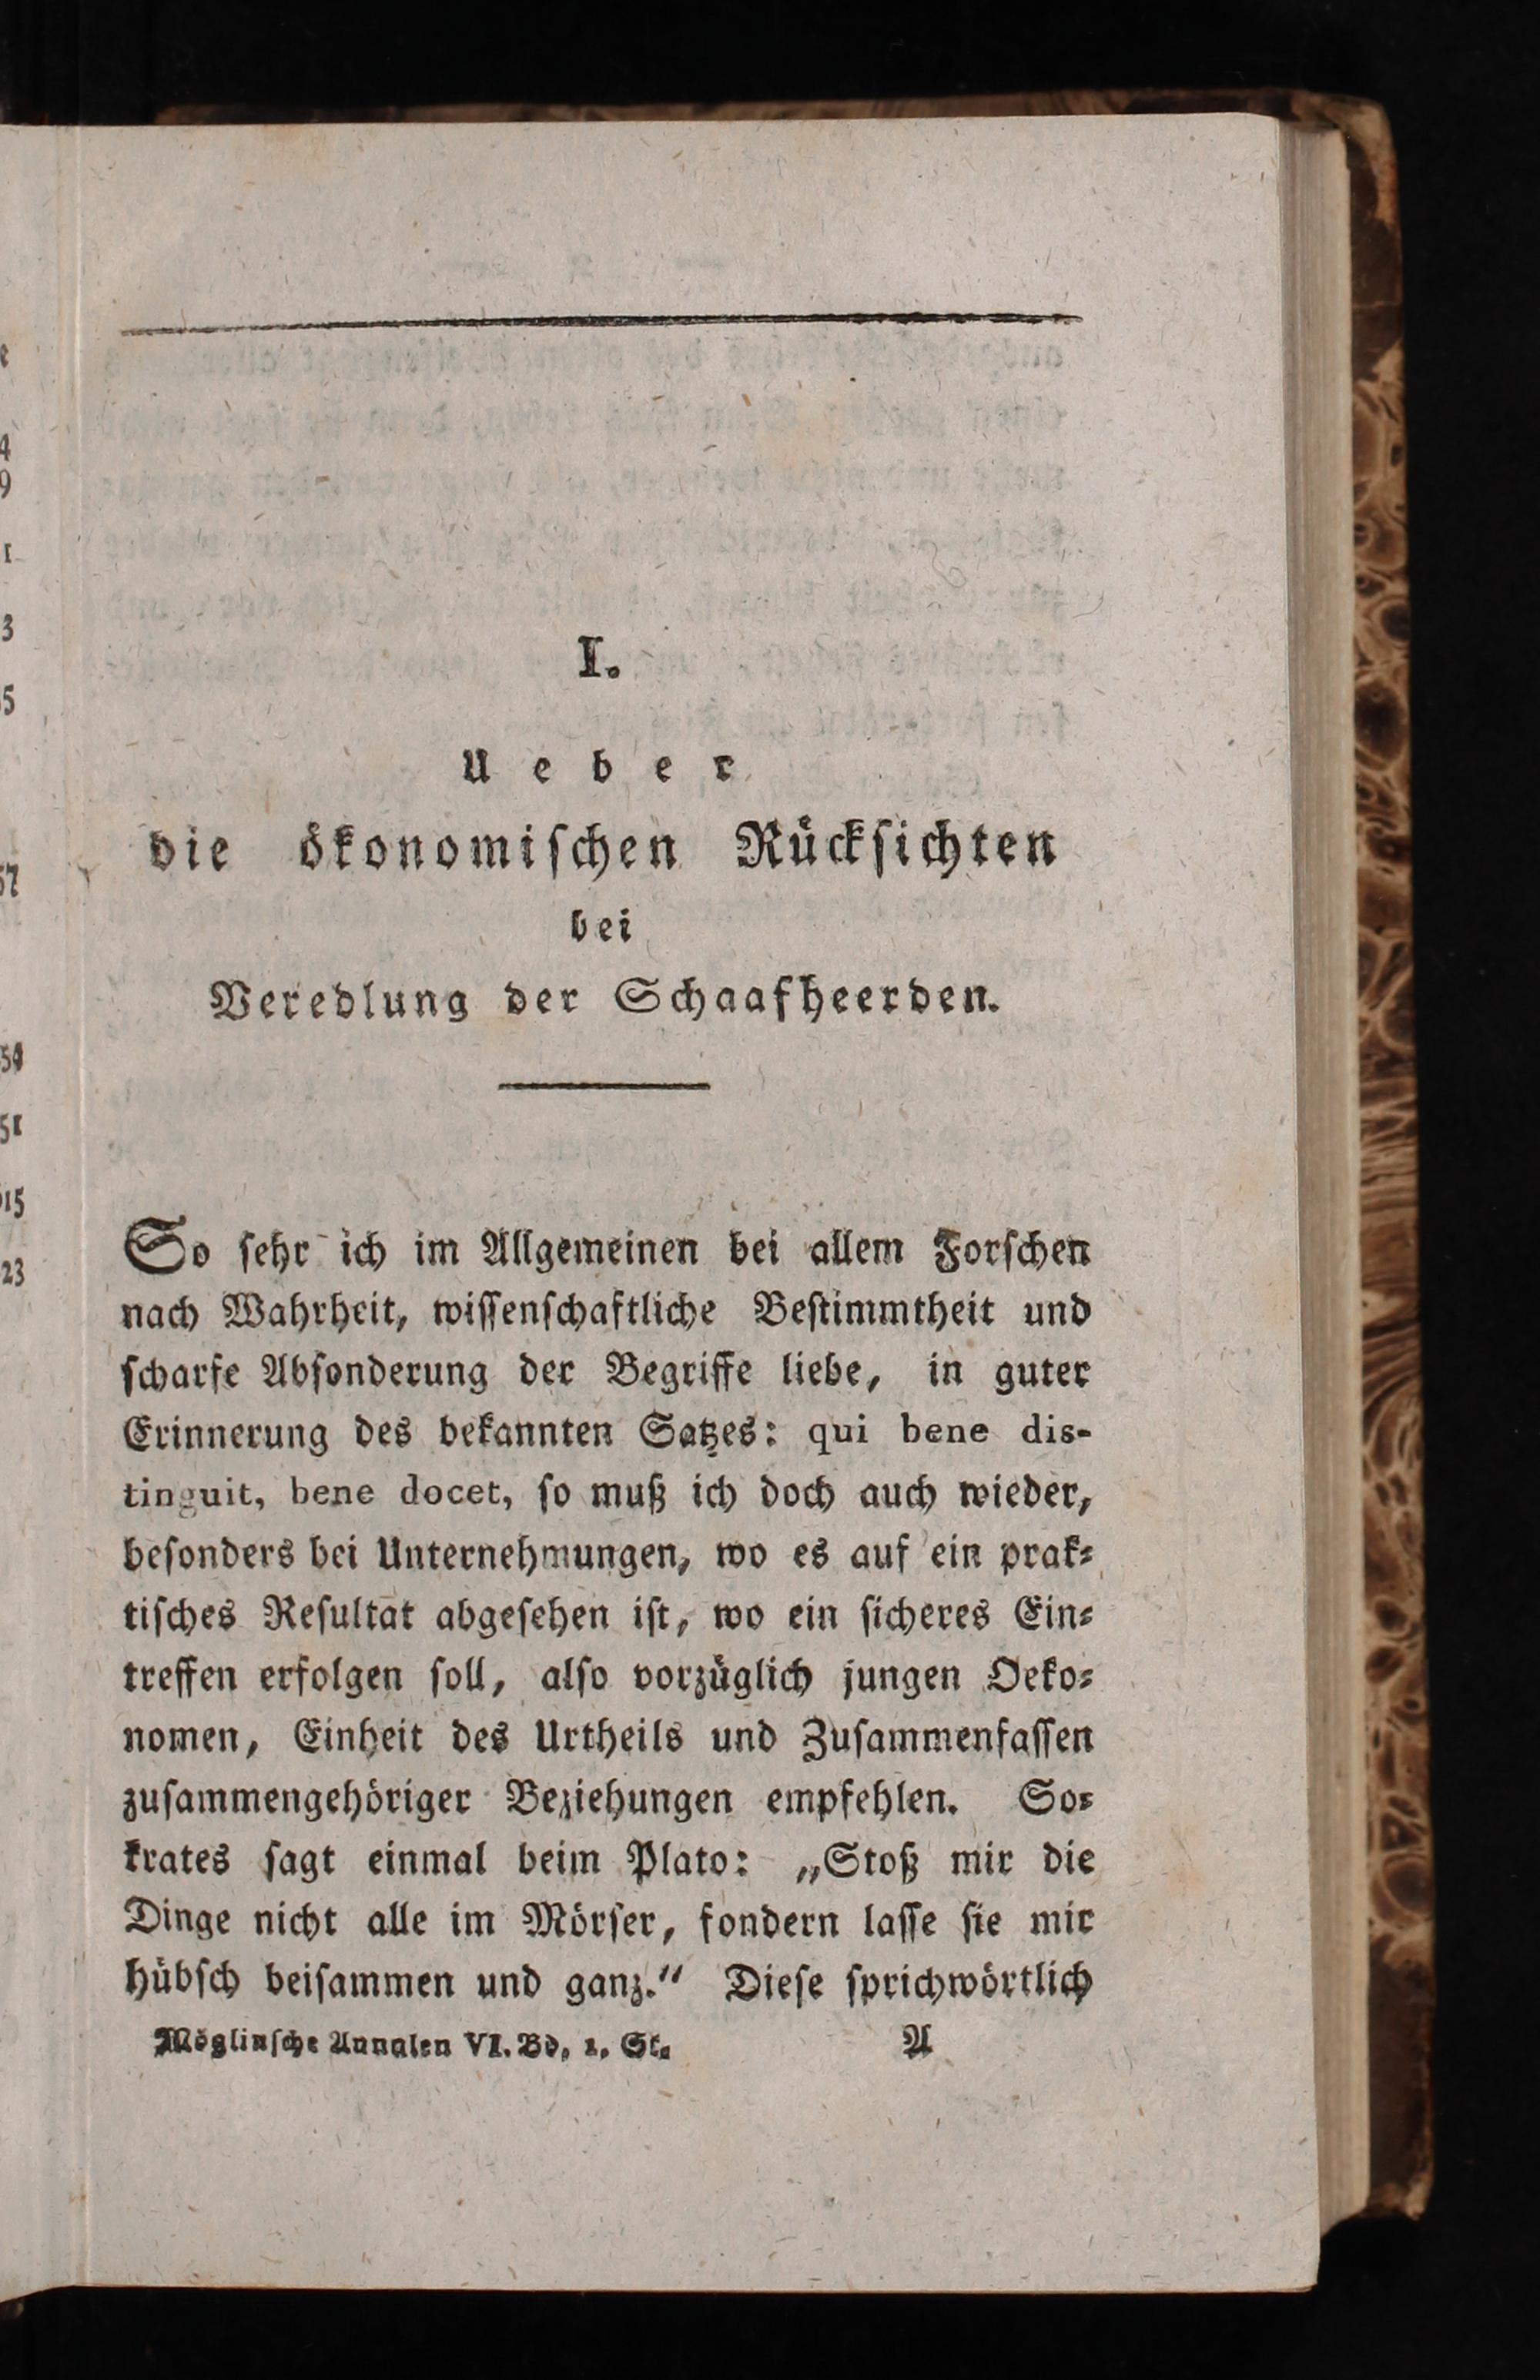 I.
Ueber
die ökonomischen Rücksichten
bei
Veredlung der Schaafheerden.
So sehr ich im Allgemeinen bei allem Forschen
nach Wahrheit, wissenschaftliche Bestimmtheit und
scharfe Absonderung der Begriffe liebe, in guter
Erinnerung des bekannten Satzes: qui bene dis-
tinguit, bene docet, so muß ich doch auch wieder,
besonders bei Unternehmungen, wo es auf ein prak-
tisches Resultat abgesehen ist, wo ein sicheres Ein-
treffen erfolgen soll, also vorzüglich jungen Oeko-
nomen, Einheit des Urtheils und Zusammenfassen
zusammengehöriger Beziehungen empfehlen. So-
krates sagt einmal beim Plato: „Stoß mir die
Dinge nicht alle im Mörser, sondern lasse sie mir
hübsch beisammen und ganz.“ Diese sprichwörtlich
Möglinsche Annalen VI. Bd. 1. St. A